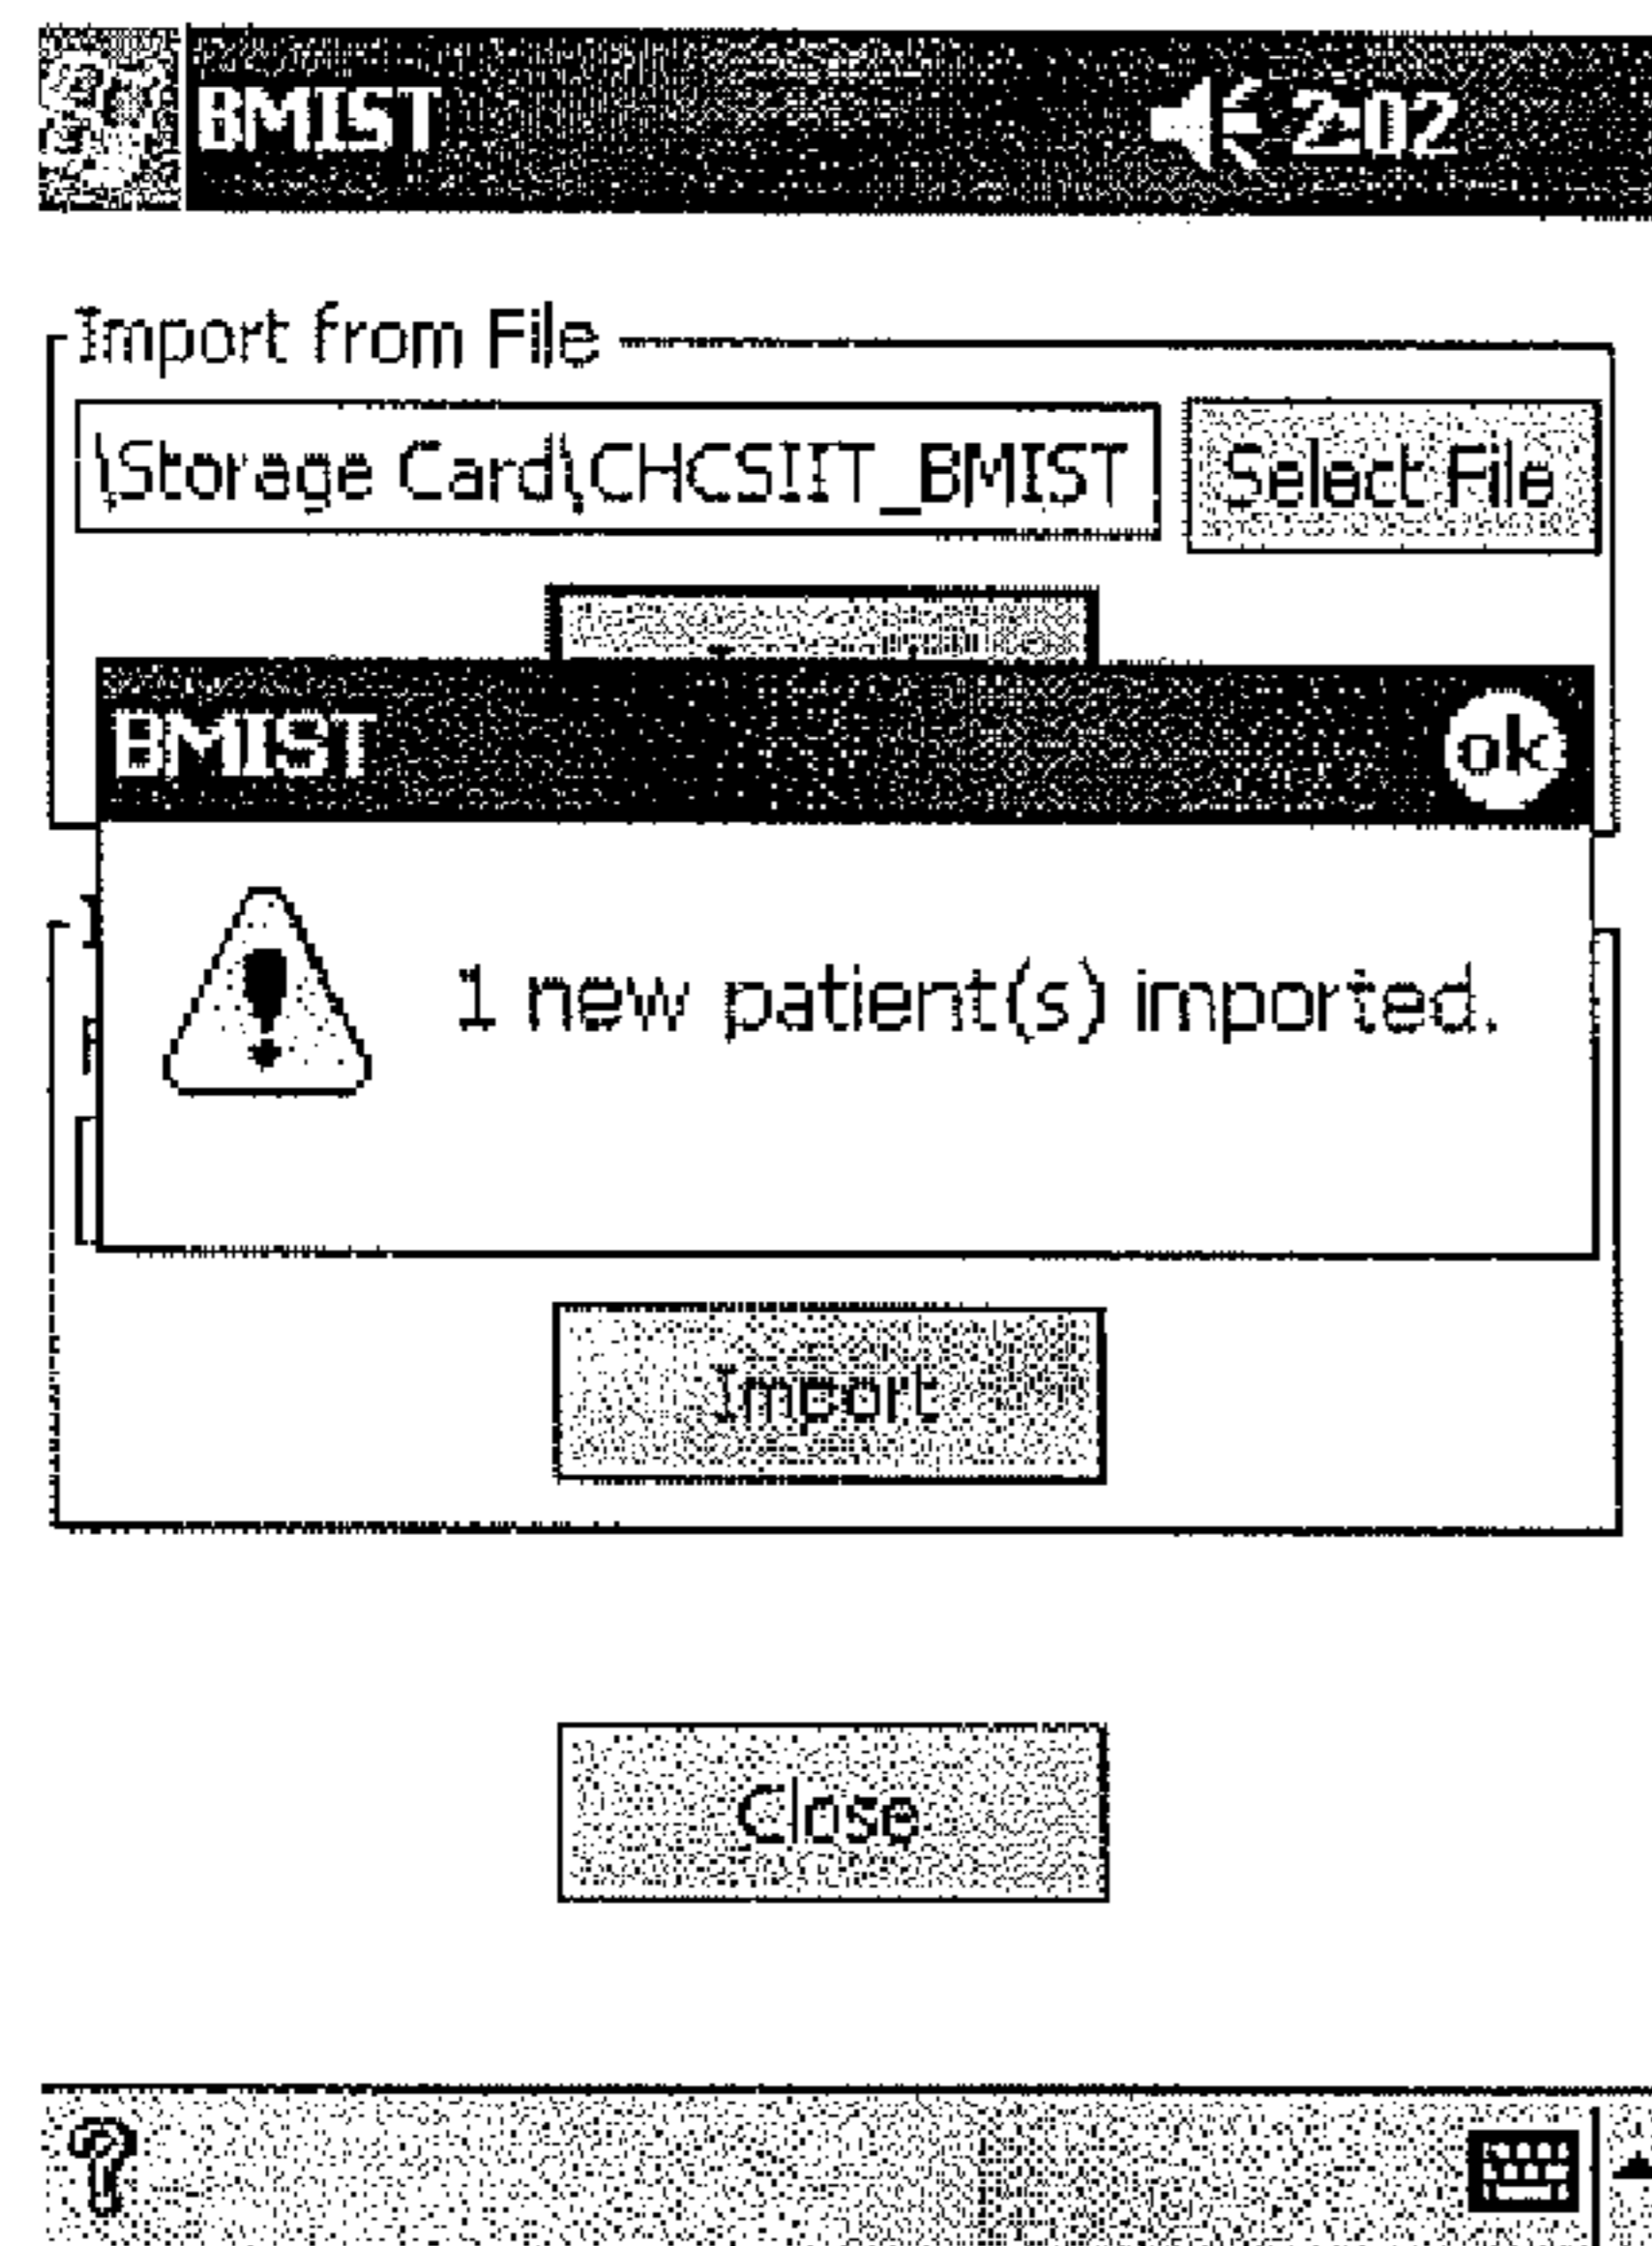 BMIST 2:02
Import from File
\Storage Card\CHCSIIT_BMIST Select File
BMIST ok
1 new patient(s) imported.
Import
Close